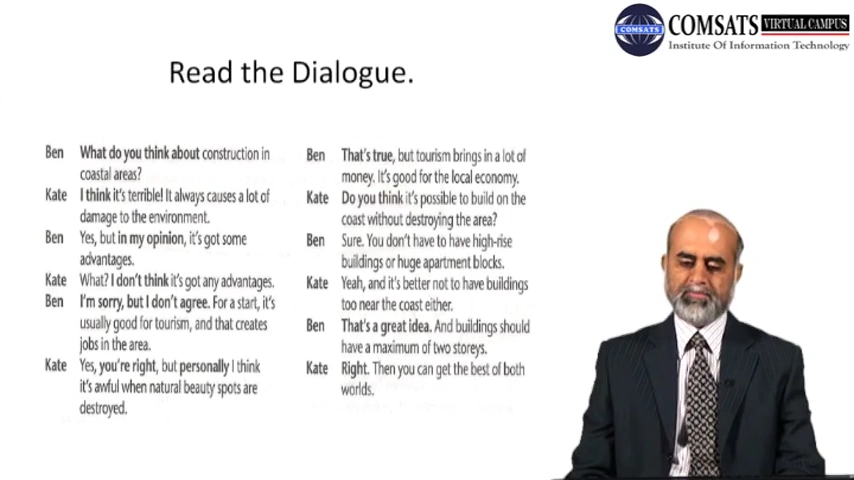 COMSATS VIRTUAL CAMPUS
COMSATS
Institute Of Information Technology
Read the Dialogue.
Ben What do you think about construction in
coastal areas?
Kate I think it's terrible! It always causes a lot of
damage to the environment.
Ben Yes, but in my opinion, it's got some
advantages.
Kate What? I don't think it's got any advantages.
Ben I'm sorry, but I don't agree. For a start, it's
usually good for tourism, and that creates
jobs in the area.
Kate Yes, you're right, but personally I think
it's awful when natural beauty spots are
destroyed.
Ben That's true, but tourism brings in a lot of
money. It's good for the local economy.
Kate Do you think it's possible to build on the
coast without destroying the area?
Ben Sure. You don't have to have high-rise
buildings or huge apartment blocks.
Kate Yeah, and it's better not to have buildings
too near the coast either.
Ben That's a great idea. And buildings should
have a maximum of two storeys.
Kate Right. Then you can get the best of both
worlds.